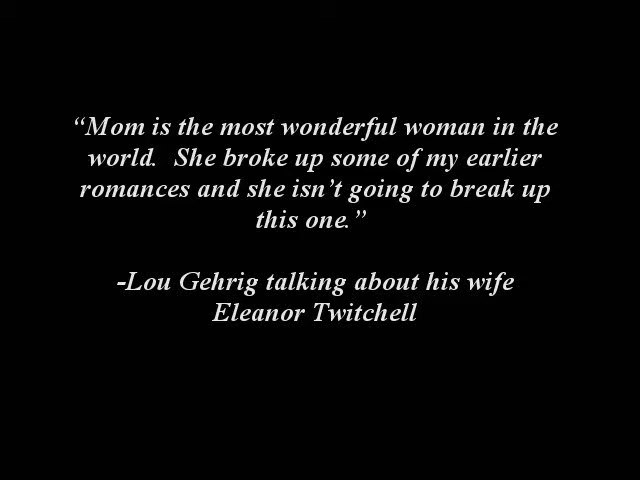 “Mom is the most wonderful woman in the
world.  She broke up some of my earlier
romances and she isn’t going to break up
this one.”
-Lou Gehrig talking about his wife
Eleanor Twitchell